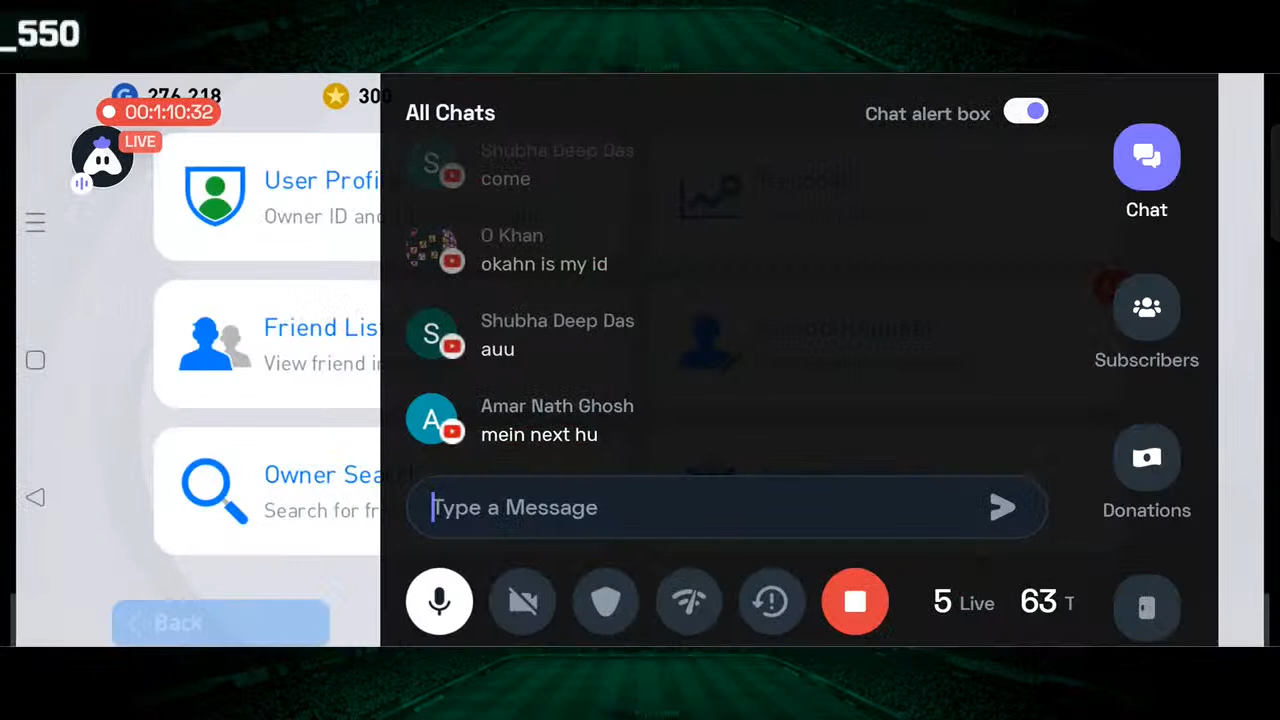 _550
276,218
300
00:1:10:32
LIVE
All Chats
Chat alert box
Shubha Deep Das
come
Chat
User Profi
Owner ID and
O Khan
okahn is my id
Friend Lis
View friend i
Shubha Deep Das
auu
Subscribers
Amar Nath Ghosh
mein next hu
Owner Sea
Search for fr
Type a Message
Donations
5 Live
63 T
Back